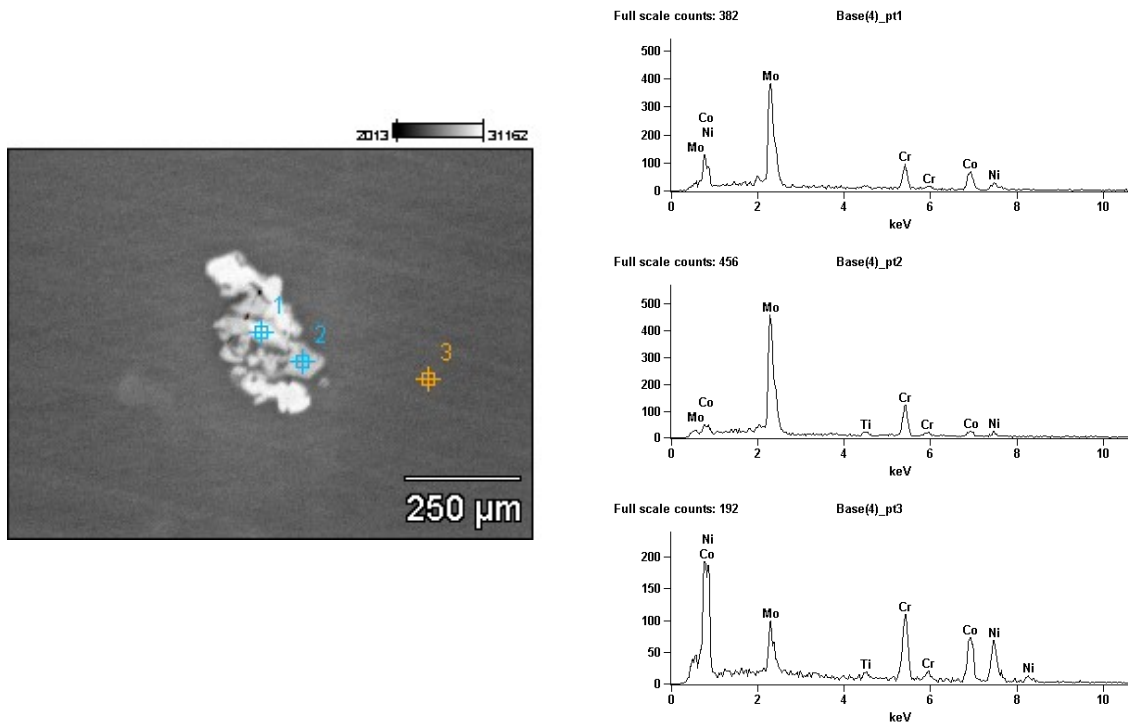 2013 31162
1
2
3
250 µm
Full scale counts: 382 Base(4)_pt1
500
400
300
200
100
0
Mo
Co
Ni
Mo
Cr
Cr
Co
Ni
0 2 4 6 8 10
keV
Full scale counts: 456 Base(4)_pt2
500
400
300
200
100
0
Mo
Co
Mo
Ti
Cr
Cr
Co
Ni
0 2 4 6 8 10
keV
Full scale counts: 192 Base(4)_pt3
200
150
100
50
0
Ni
Co
Mo
Ti
Cr
Cr
Co
Ni
Ni
0 2 4 6 8 10
keV